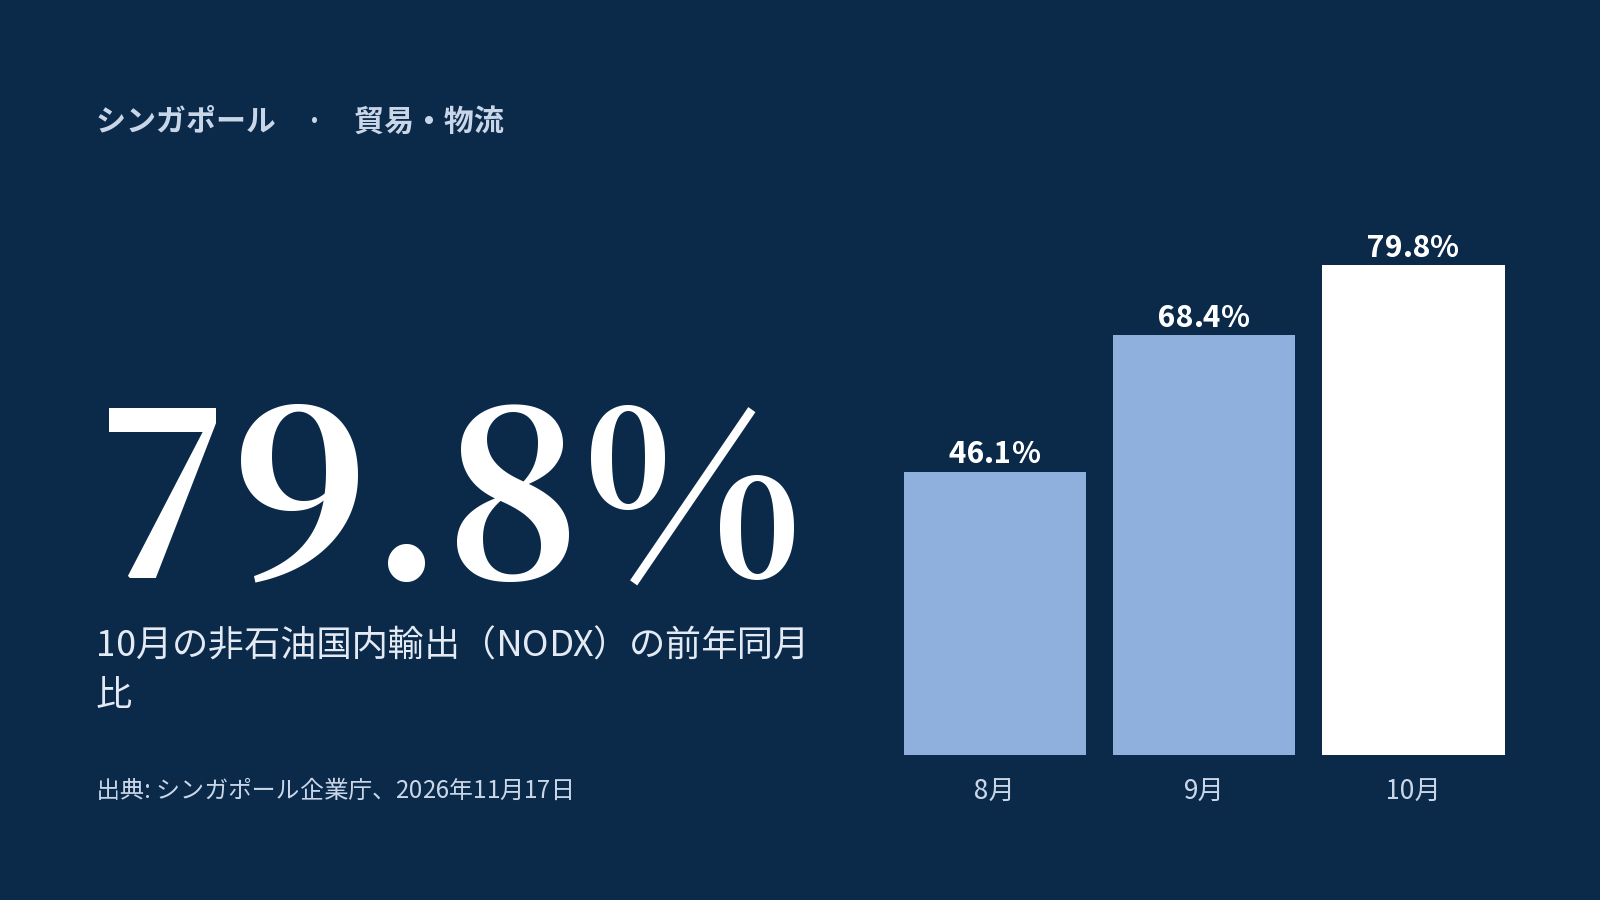 シンガポール · 貿易・物流
79.8%
10月の非石油国内輸出（NODX）の前年同月
比
出典: シンガポール企業庁、2026年11月17日
46.1%
68.4%
79.8%
8月
9月
10月